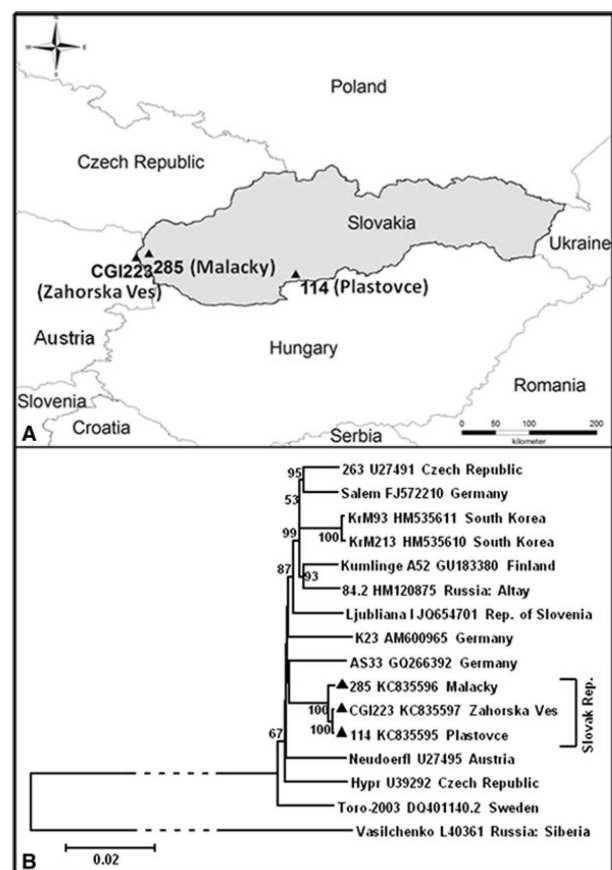 N
W E
S
Poland
Czech Republic
Slovakia
Ukraine
CGI223
285 (Malacky)
(Zahorska Ves)
114 (Plastovce)
Austria
Hungary
Slovenia
Croatia
Romania
Serbia
0 50 100 200
kilometer
A
95
263 U27491 Czech Republic
53
Salem FJ572210 Germany
KrM93 HM535611 South Korea
99
100
KrM213 HM535610 South Korea
Kumlinge A52 GU183380 Finland
87
93
84.2 HM120875 Russia: Altay
Ljubliana I JQ654701 Rep. of Slovenia
K23 AM600965 Germany
AS33 GQ266392 Germany
285 KC835596 Malacky
100
CGI223 KC835597 Zahorska Ves
100
114 KC835595 Plastovce
Slovak Rep.
67
Neudoerfl U27495 Austria
Hypr U39292 Czech Republic
Toro-2003 DQ401140.2 Sweden
Vasilchenko L40361 Russia: Siberia
0.02
B